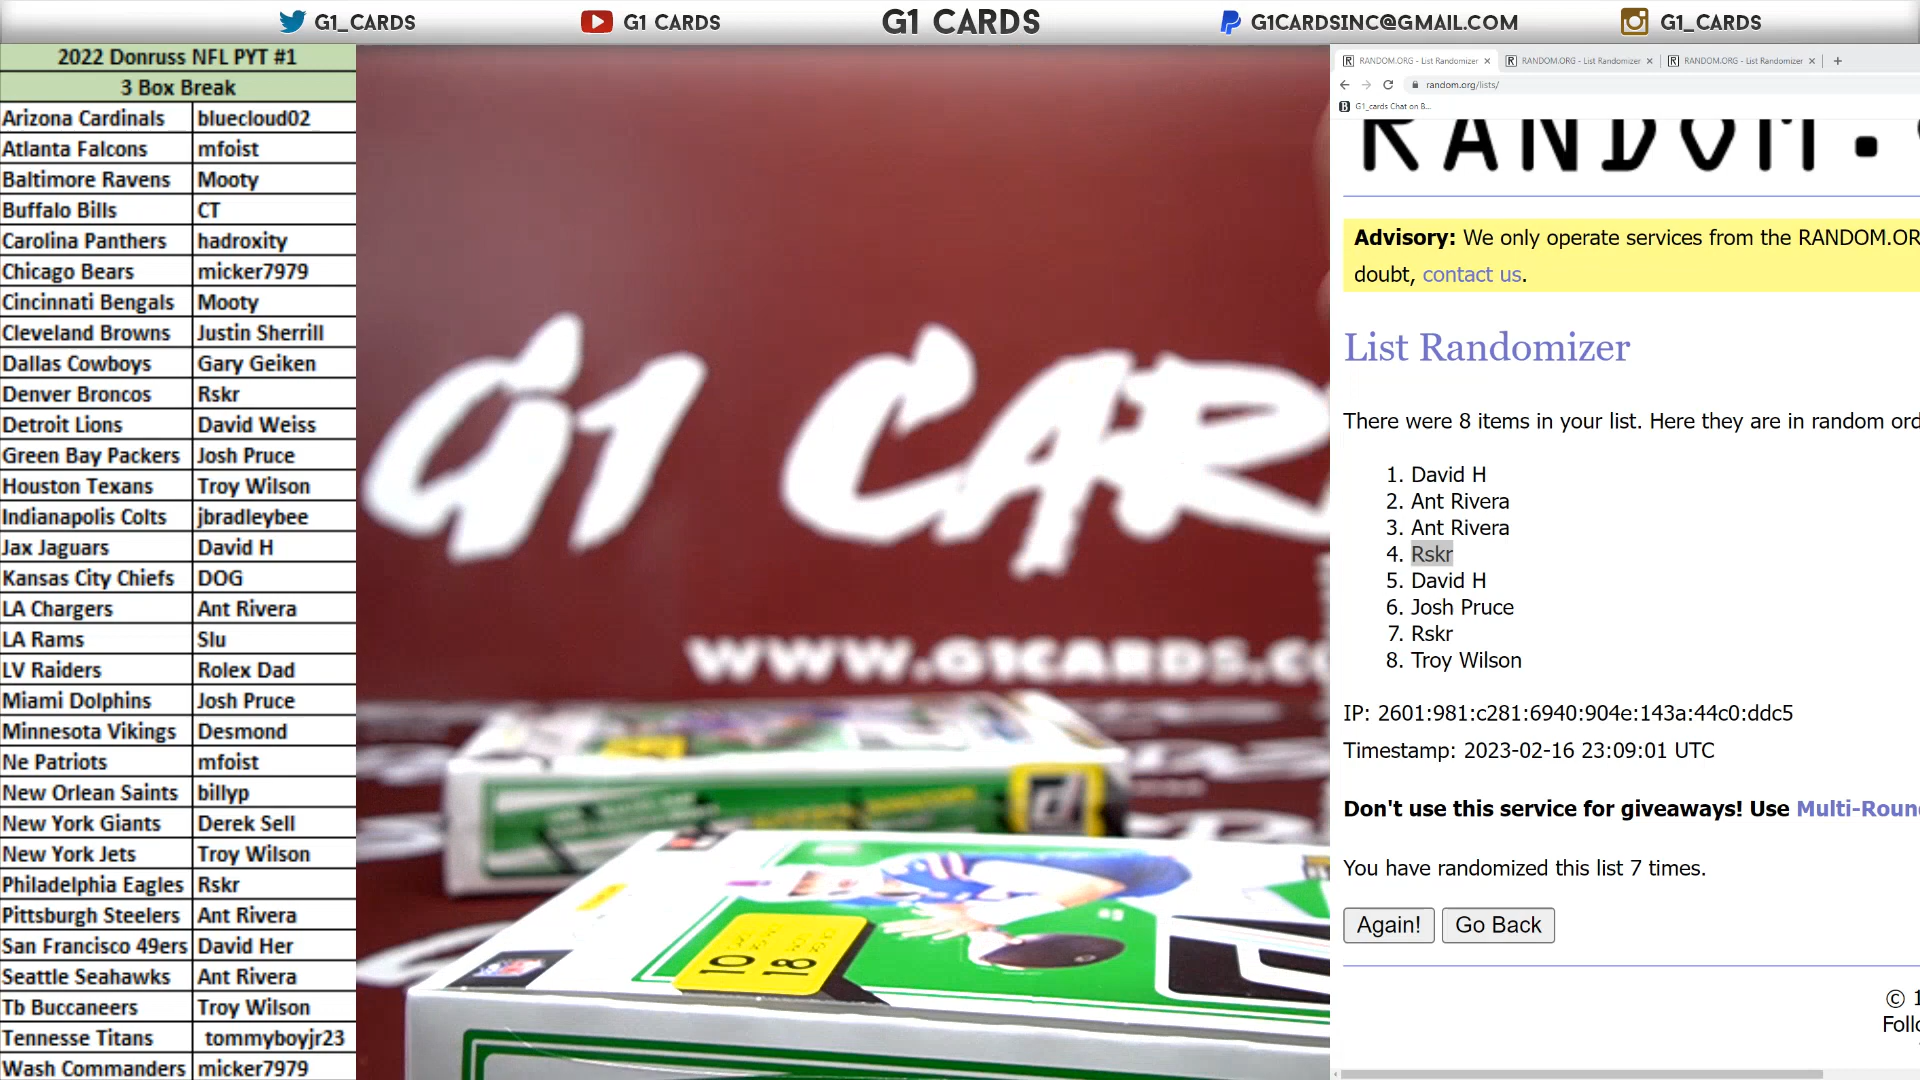 G1_CARDS
G1 CARDS
G1 CARDS
G1CARDSINC@GMAIL.COM
G1_CARDS
2022 Donruss NFL PYT #1
3 Box Break
Arizona Cardinals bluecloud02
Atlanta Falcons mfoist
Baltimore Ravens Mooty
Buffalo Bills CT
Carolina Panthers hadroxity
Chicago Bears micker7979
Cincinnati Bengals Mooty
Cleveland Browns Justin Sherrill
Dallas Cowboys Gary Geiken
Denver Broncos Rskr
Detroit Lions David Weiss
Green Bay Packers Josh Pruce
Houston Texans Troy Wilson
Indianapolis Colts jbradleybee
Jax Jaguars David H
Kansas City Chiefs DOG
LA Chargers Ant Rivera
LA Rams Slu
LV Raiders Rolex Dad
Miami Dolphins Josh Pruce
Minnesota Vikings Desmond
Ne Patriots mfoist
New Orlean Saints billyp
New York Giants Derek Sell
New York Jets Troy Wilson
Philadelphia Eagles Rskr
Pittsburgh Steelers Ant Rivera
San Francisco 49ers David Her
Seattle Seahawks Ant Rivera
Tb Buccaneers Troy Wilson
Tennesse Titans tommyboyjr23
Wash Commanders micker7979
G1 CAR
WWW.G1CARDS.C
10
18
RANDOM.ORG - List Randomizer
RANDOM.ORG - List Randomizer
RANDOM.ORG - List Randomizer
random.org/lists/
G1_cards Chat on B...
RANDOM.
Advisory: We only operate services from the RANDOM.OR
doubt, contact us.
List Randomizer
There were 8 items in your list. Here they are in random ord
1. David H
2. Ant Rivera
3. Ant Rivera
4. Rskr
5. David H
6. Josh Pruce
7. Rskr
8. Troy Wilson
IP: 2601:981:c281:6940:904e:143a:44c0:ddc5
Timestamp: 2023-02-16 23:09:01 UTC
Don't use this service for giveaways! Use Multi-Roun
You have randomized this list 7 times.
Again!
Go Back
© 1
Follo